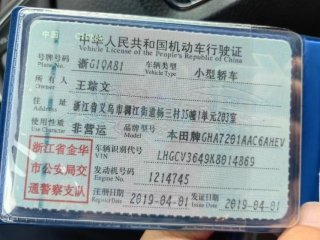 中华人民共和国机动车行驶证
Vehicle License of the People's Republic of China
号牌号码 浙G1QA81 车辆类型 小型轿车
Plate No. Vehicle Type
所有人 王琮文
Owner
住址 浙江省义乌市稠江街道杨三村35幢1单元203室
Address
使用性质 非营运 品牌型号 本田牌GHA7201AAC6AHEV
Use Character Model
浙江省金华
市公安局交
通警察支队
车辆识别代号 LHGCV3649K8014869
VIN
发动机号码 1214745
Engine No.
注册日期 2019-04-01 发证日期 2019-04-01
Register Date Issue Date